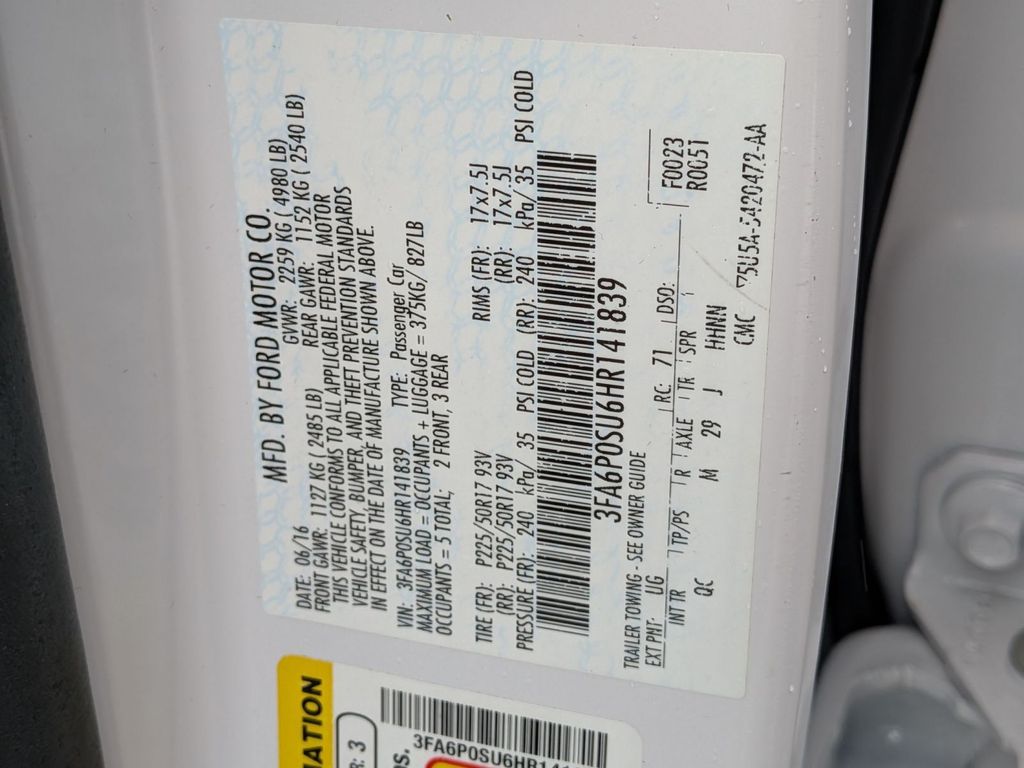 MFD. BY FORD MOTOR CO.
DATE: 06/16 GVWR: 2259 KG ( 4980 LB)
FRONT GAWR: 1127 KG ( 2485 LB) REAR GAWR: 1152 KG ( 2540 LB)
THIS VEHICLE CONFORMS TO ALL APPLICABLE FEDERAL MOTOR
VEHICLE SAFETY, BUMPER, AND THEFT PREVENTION STANDARDS
IN EFFECT ON THE DATE OF MANUFACTURE SHOWN ABOVE.
VIN: 3FA6P0SU6HR141839 TYPE: Passenger Car
MAXIMUM LOAD = OCCUPANTS + LUGGAGE = 375KG/ 827LB
OCCUPANTS = 5 TOTAL, 2 FRONT, 3 REAR
TIRE (FR): P225/50R17 93V RIMS (FR): 17x7.5J
(RR): P225/50R17 93V (RR): 17x7.5J
PRESSURE (FR): 240 kPa/ 35 PSI COLD (RR): 240 kPa/ 35 PSI COLD
3FA6P0SU6HR141839
TRAILER TOWING - SEE OWNER GUIDE
EXT PNT: UG RC: 71 DSO: F0023
R0051
INT TR TP/PS R AXLE TR SPR
QC M 29 J HHNN
CMC 75U5A-5420472-AA
MATION
R: 3
3FA6P0SU6HR141